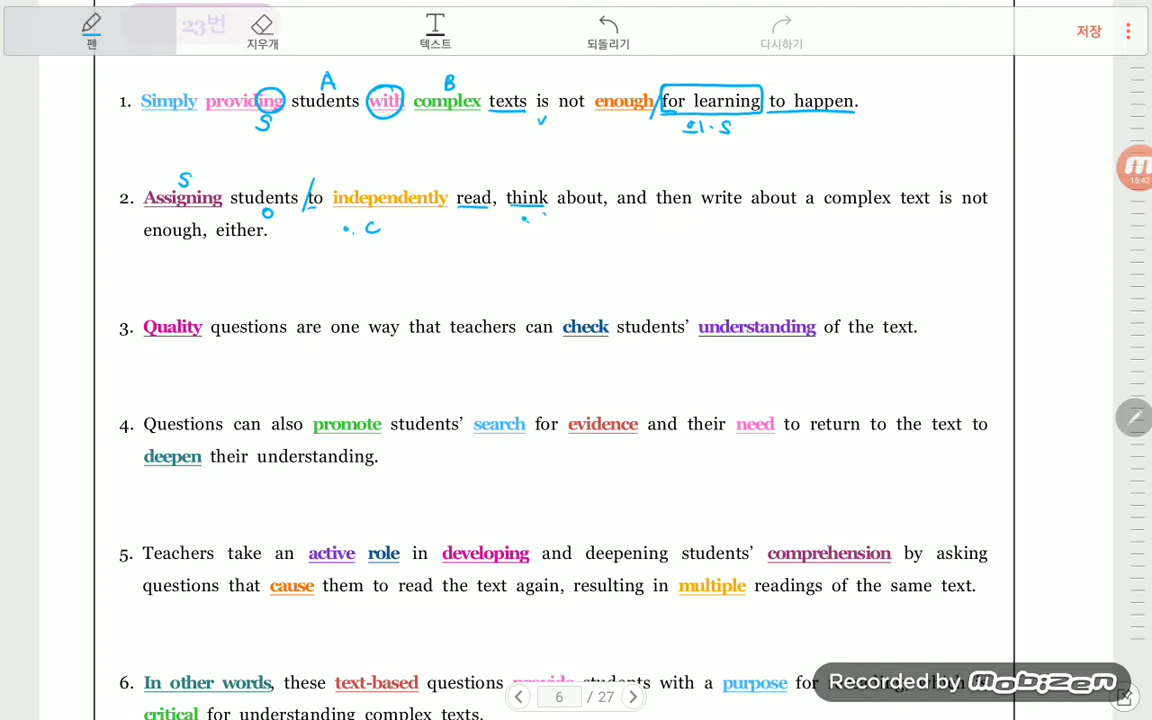 23번
펜
지우개
텍스트
되돌리기
다시하기
저장
A
B
1. Simply providing students with complex texts is not enough for learning to happen.
S
v
의.S
15:42
S
2. Assigning students to independently read, think about, and then write about a complex text is not
O
. C
enough, either.
3. Quality questions are one way that teachers can check students’ understanding of the text.
4. Questions can also promote students’ search for evidence and their need to return to the text to
deepen their understanding.
5. Teachers take an active role in developing and deepening students’ comprehension by asking
questions that cause them to read the text again, resulting in multiple readings of the same text.
6. In other words, these text-based questions provide students with a purpose for
critical for understanding complex texts.
6 / 27
Recorded by mobizen